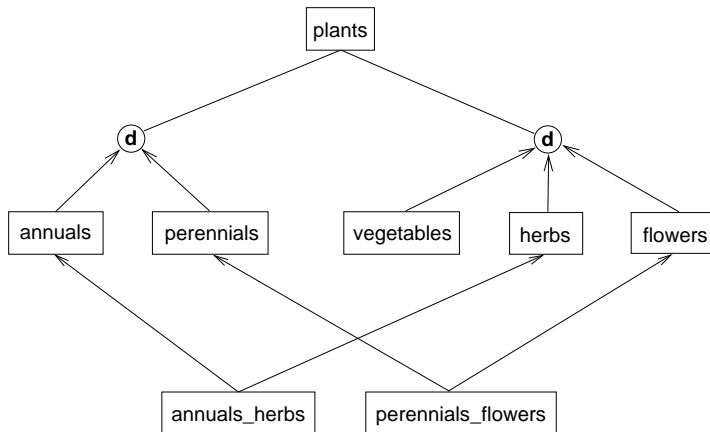 plants
d
d
annuals
perennials
vegetables
herbs
flowers
annuals_herbs
perennials_flowers